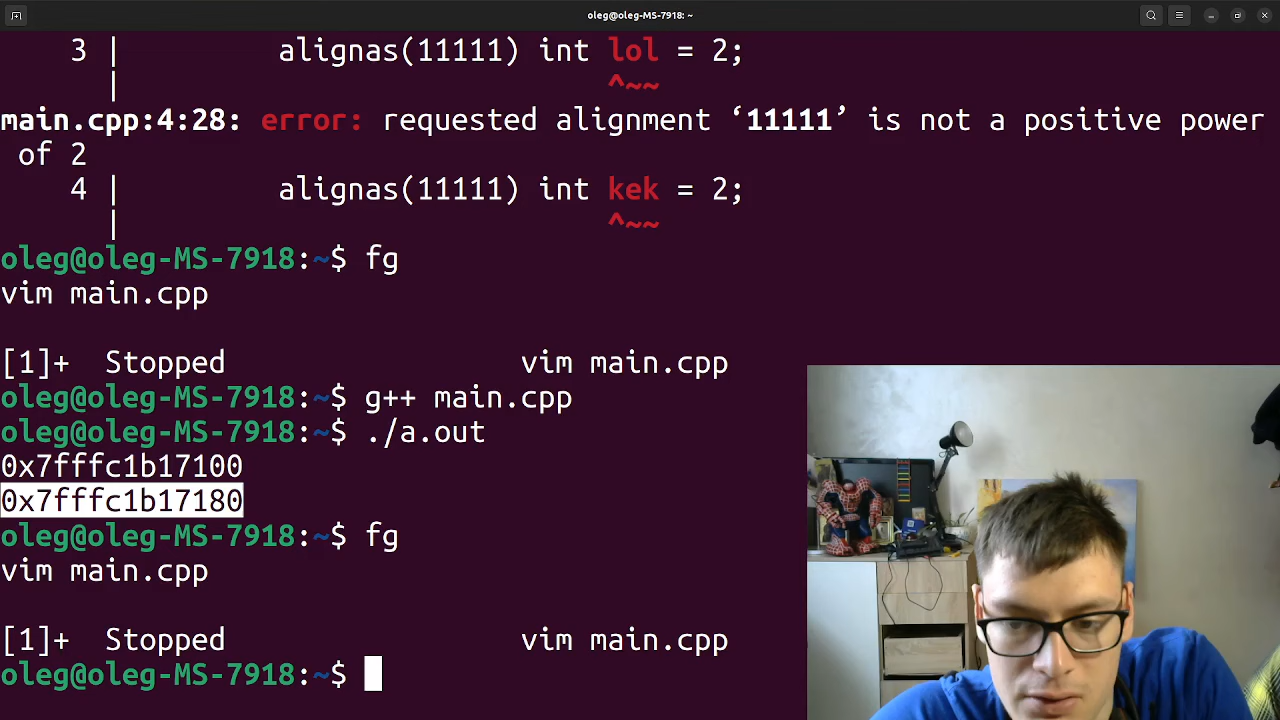 oleg@oleg-MS-7918: ~
3 | alignas(11111) int lol = 2;
| ^~~
main.cpp:4:28: error: requested alignment ‘11111’ is not a positive power
of 2
4 | alignas(11111) int kek = 2;
| ^~~
oleg@oleg-MS-7918:~$ fg
vim main.cpp
[1]+ Stopped vim main.cpp
oleg@oleg-MS-7918:~$ g++ main.cpp
oleg@oleg-MS-7918:~$ ./a.out
0x7fffc1b17100
0x7fffc1b17180
oleg@oleg-MS-7918:~$ fg
vim main.cpp
[1]+ Stopped vim main.cpp
oleg@oleg-MS-7918:~$